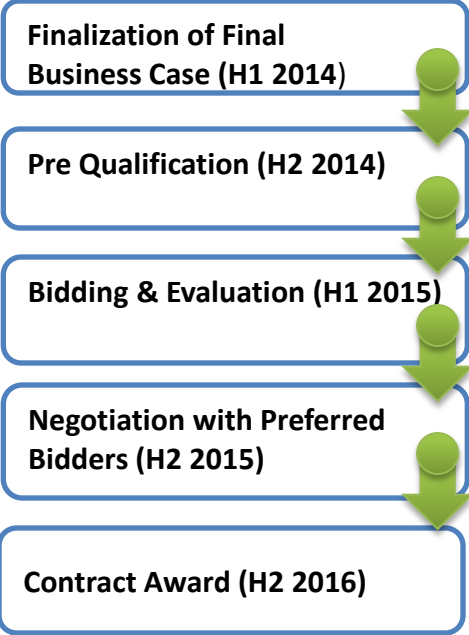 Finalization of Final
Business Case (H1 2014)
Pre Qualification (H2 2014)
Bidding & Evaluation (H1 2015)
Negotiation with Preferred
Bidders (H2 2015)
Contract Award (H2 2016)